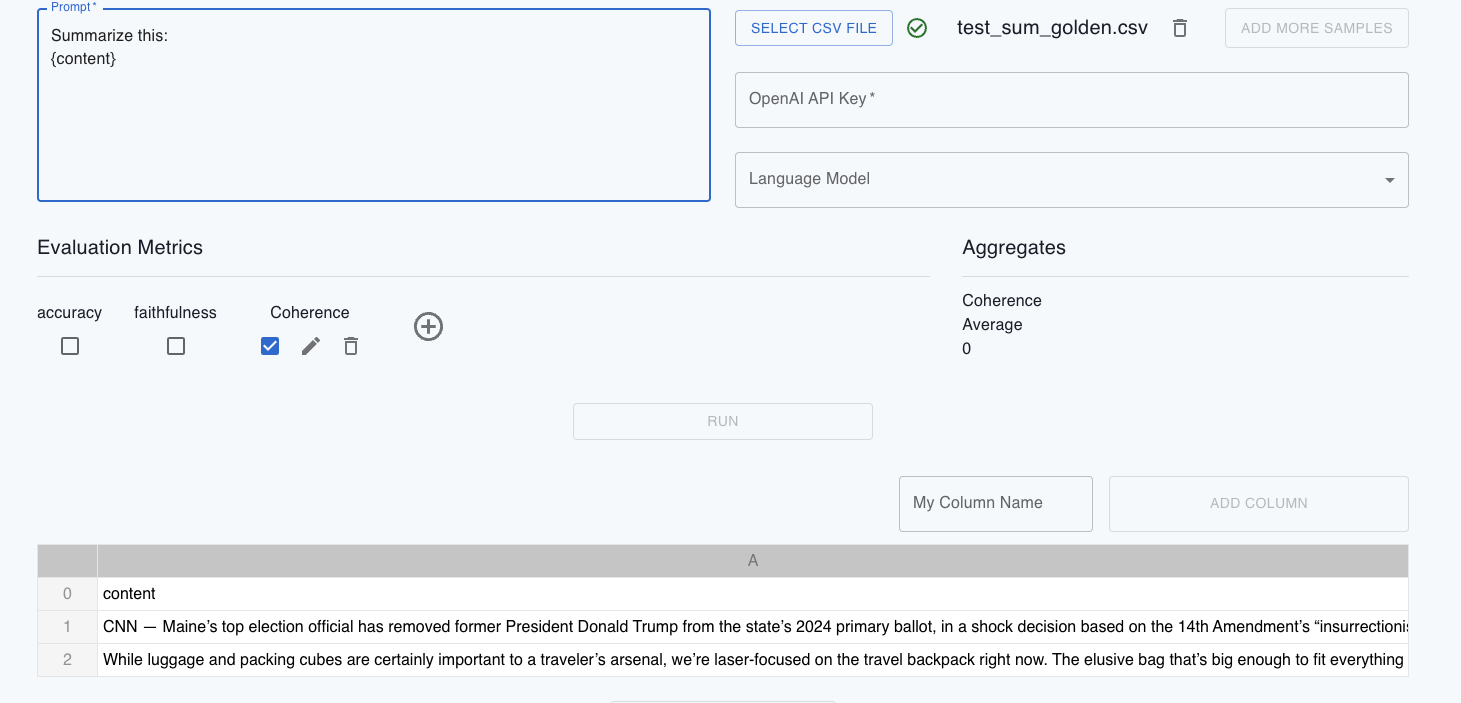 Prompt*
Summarize this:
{content}
SELECT CSV FILE
test_sum_golden.csv
ADD MORE SAMPLES
OpenAI API Key*
Language Model
Evaluation Metrics
accuracy
faithfulness
Coherence
Aggregates
Coherence
Average
0
RUN
My Column Name
ADD COLUMN
A
0 content
1 CNN — Maine’s top election official has removed former President Donald Trump from the state’s 2024 primary ballot, in a shock decision based on the 14th Amendment’s “insurrectionis
2 While luggage and packing cubes are certainly important to a traveler’s arsenal, we’re laser-focused on the travel backpack right now. The elusive bag that’s big enough to fit everything